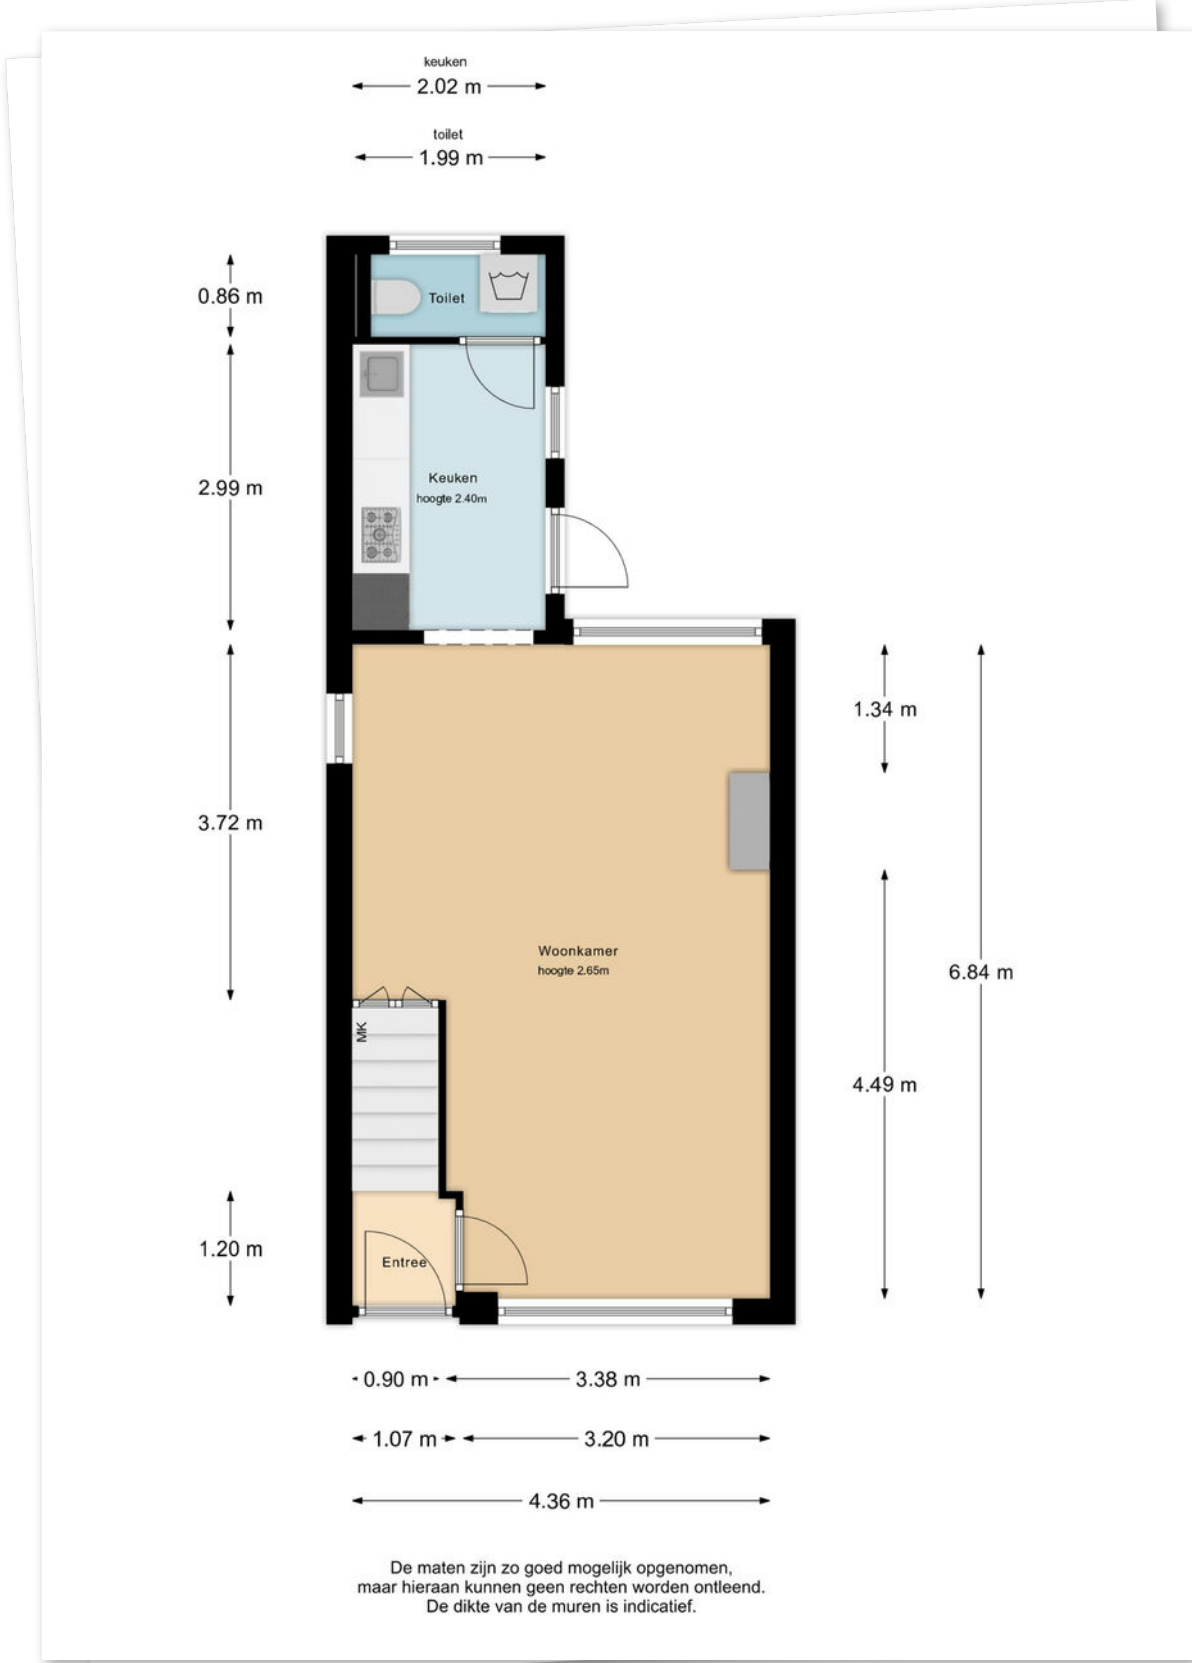 keuken
2.02 m
toilet
1.99 m
0.86 m
Toilet
2.99 m
Keuken
hoogte 2.40m
1.34 m
3.72 m
Woonkamer
hoogte 2.65m
6.84 m
MK
4.49 m
1.20 m
Entree
0.90 m
3.38 m
1.07 m
3.20 m
4.36 m
De maten zijn zo goed mogelijk opgenomen,
maar hieraan kunnen geen rechten worden ontleend.
De dikte van de muren is indicatief.